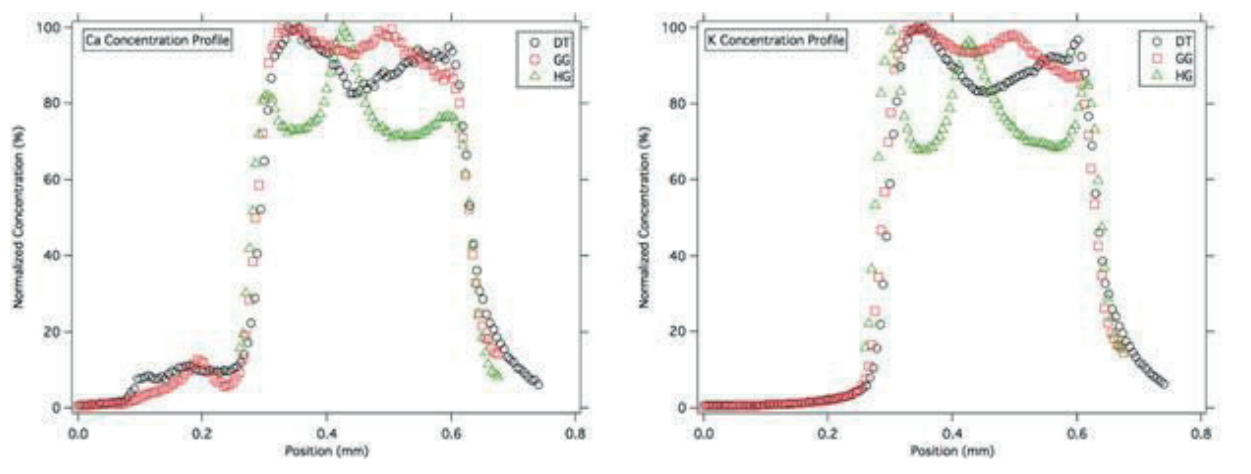 Ca Concentration Profile
DT
GG
HG
100
80
60
40
20
0
Normalized Concentration (%)
0.0 0.2 0.4 0.6 0.8
Position (mm)
K Concentration Profile
DT
GG
HG
100
80
60
40
20
0
Normalized Concentration (%)
0.0 0.2 0.4 0.6 0.8
Position (mm)